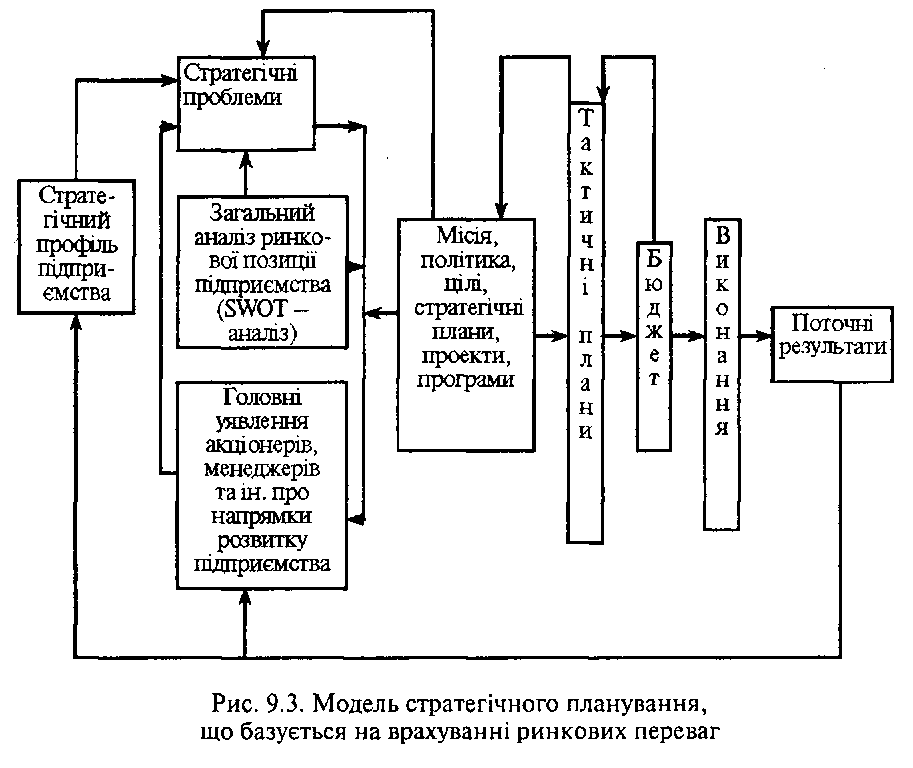 Стратегічні
проблеми
Страте-
гічний
профіль
підпри-
ємства
Загальний
аналіз ринко-
вої позиції
підприємства
(SWOT –
аналіз)
Головні
уявлення
акціонерів,
менеджерів
та ін. про
напрямки
розвитку
підприємства
Місія,
політика,
цілі,
стратегічні
плани,
проекти,
програми
Тактичні плани
Бюджет
Виконання
Поточні
результати
Рис. 9.3. Модель стратегічного планування,
що базується на врахуванні ринкових переваг